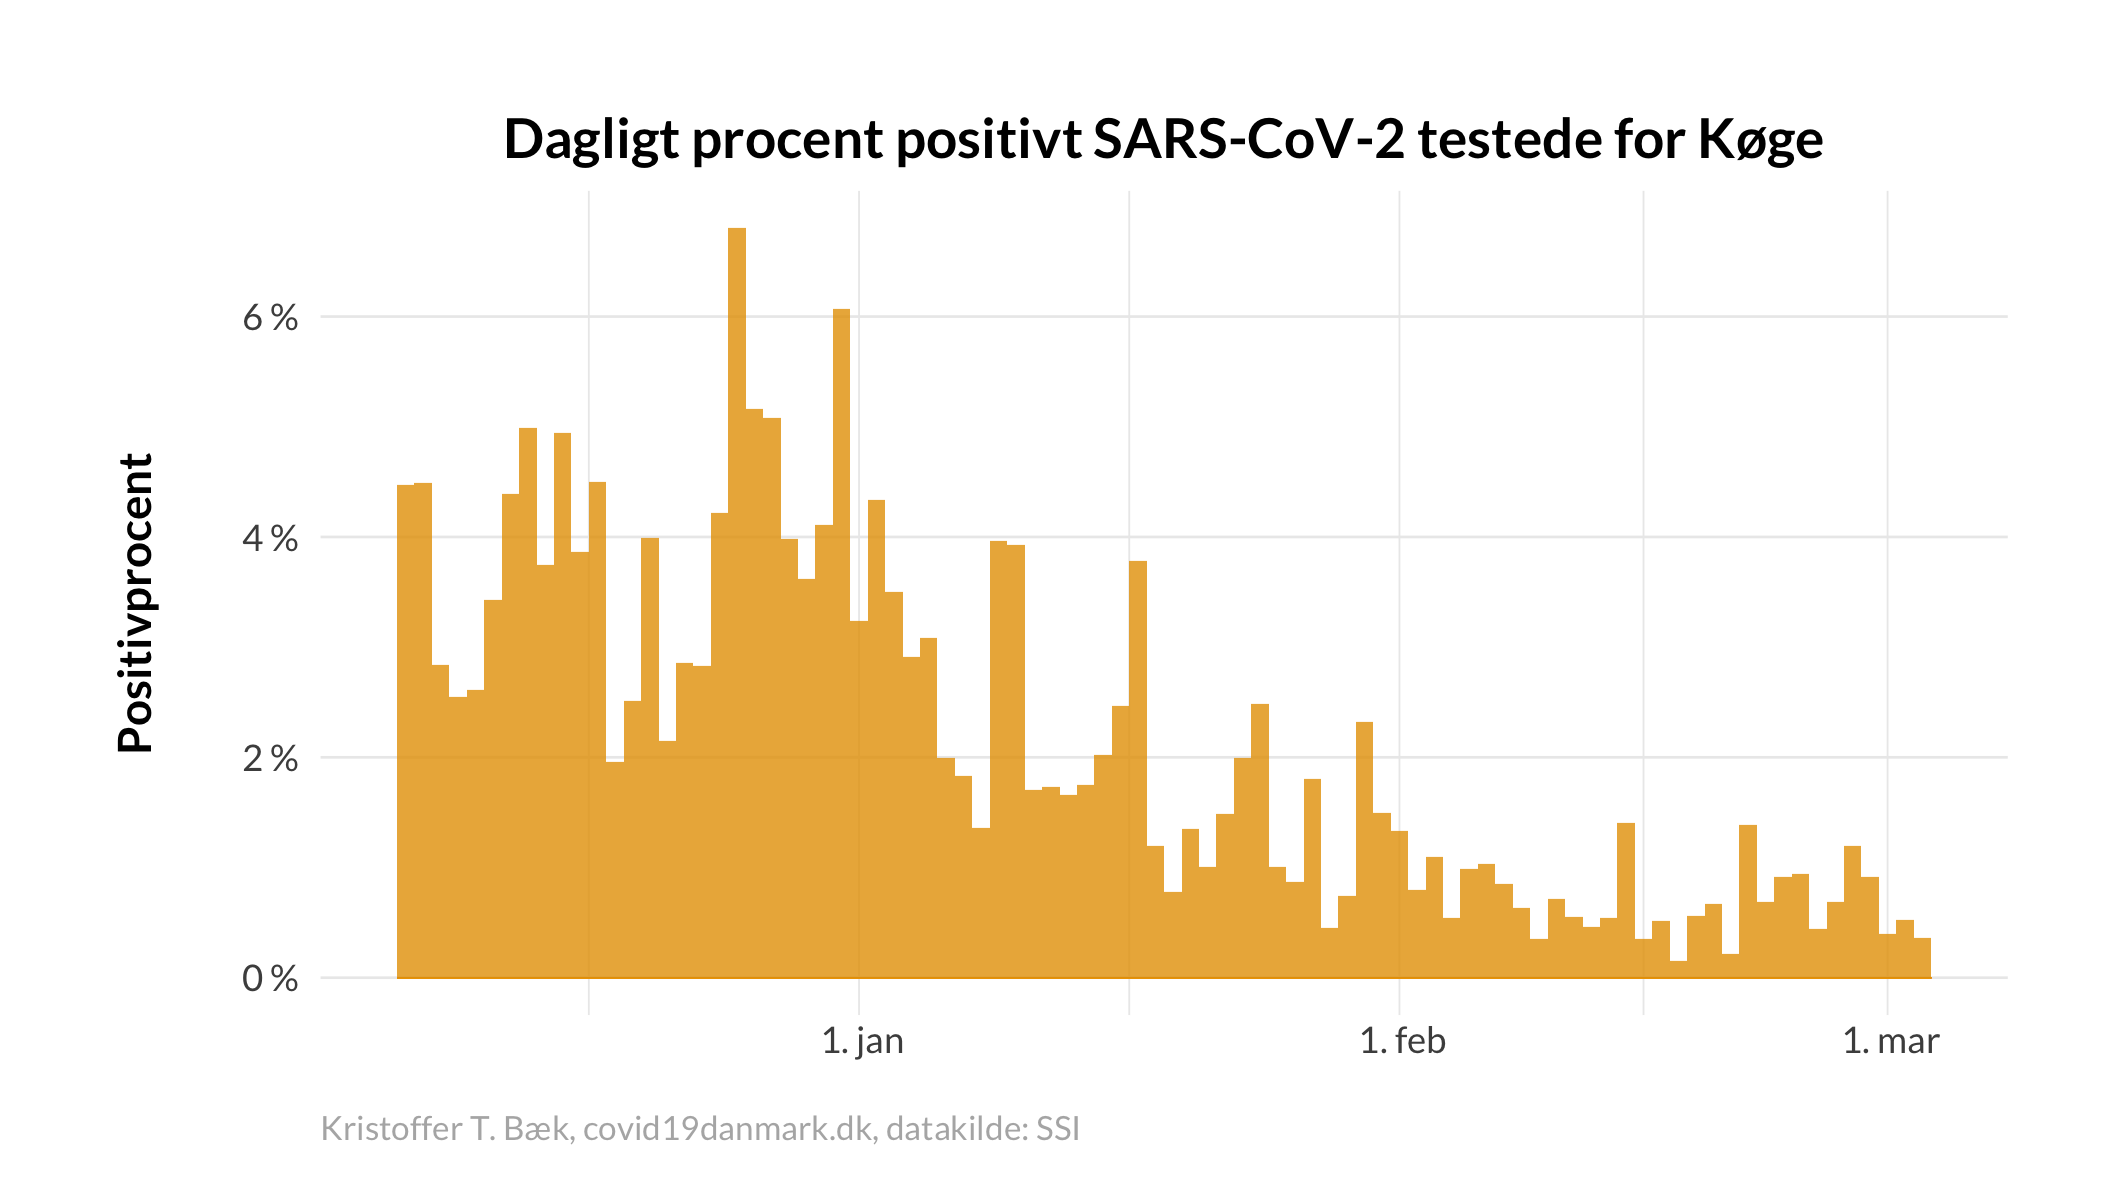 Dagligt procent positivt SARS-CoV-2 testede for Køge
Positivprocent
6 %
4 %
2 %
0 %
1. jan
1. feb
1. mar
Kristoffer T. Bæk, covid19danmark.dk, datakilde: SSI